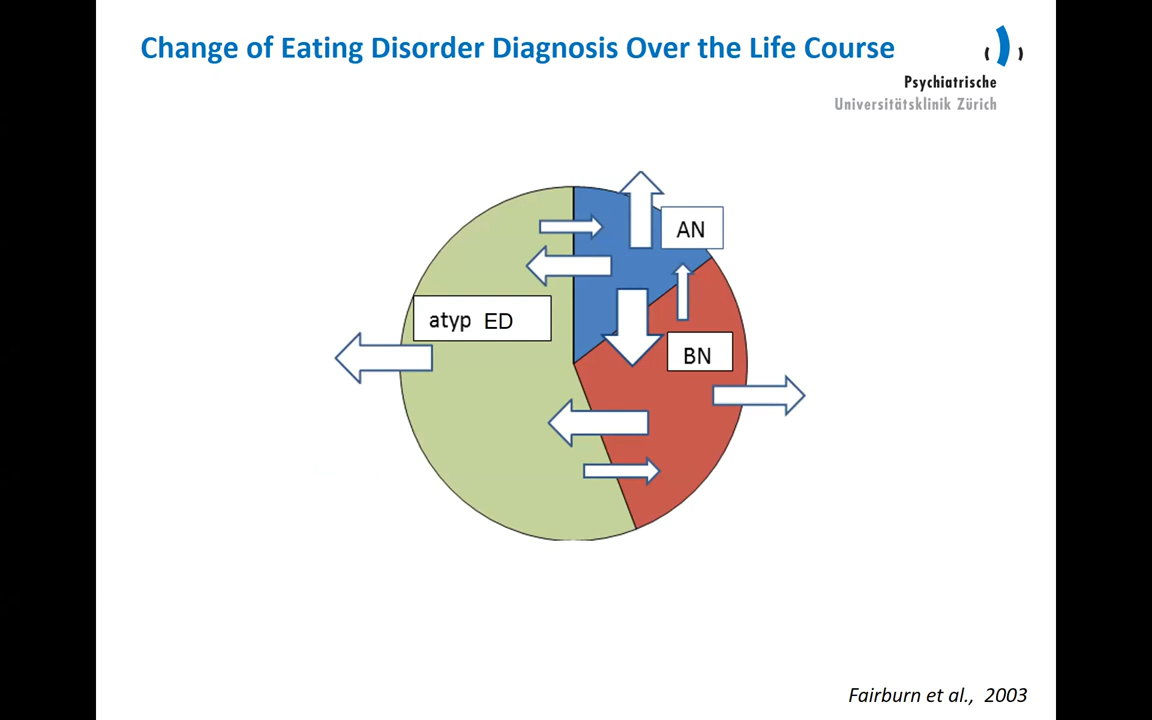 Change of Eating Disorder Diagnosis Over the Life Course
Psychiatrische
Universitätsklinik Zürich
AN
atyp ED
BN
Fairburn et al., 2003